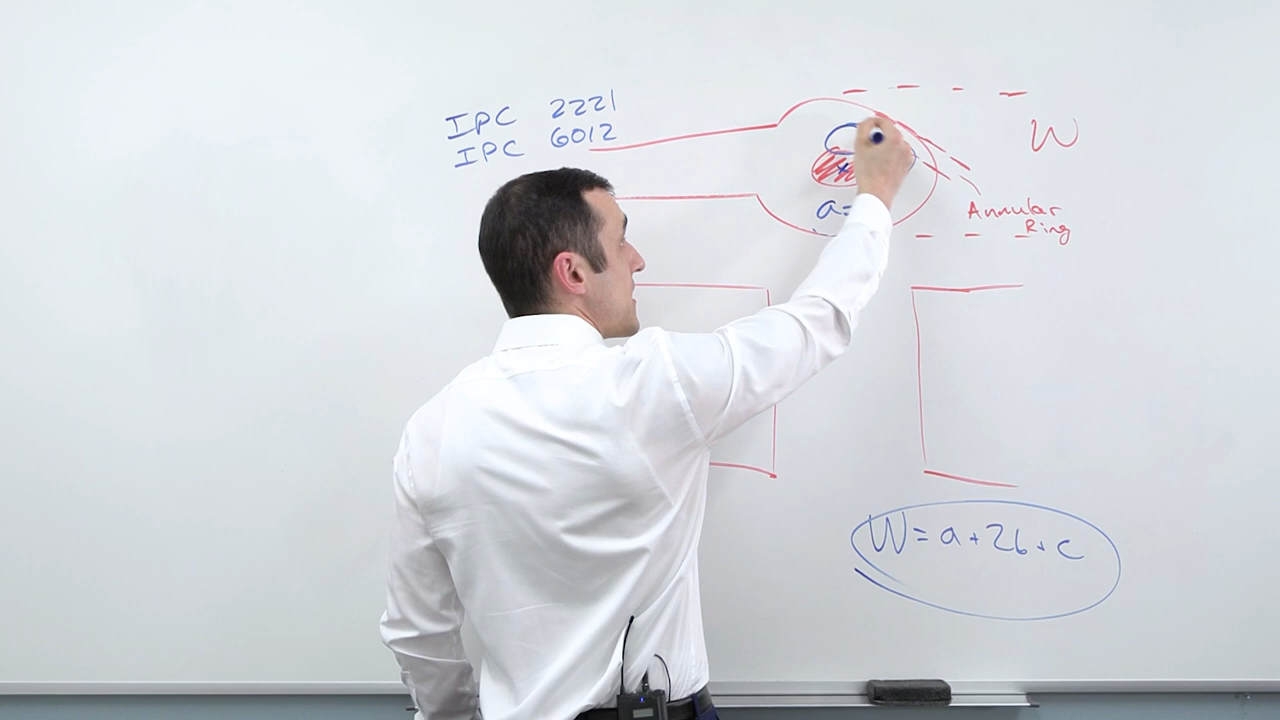 IPC 2221
IPC 6012
W
a=
Annular
Ring
W = a + 2b + c